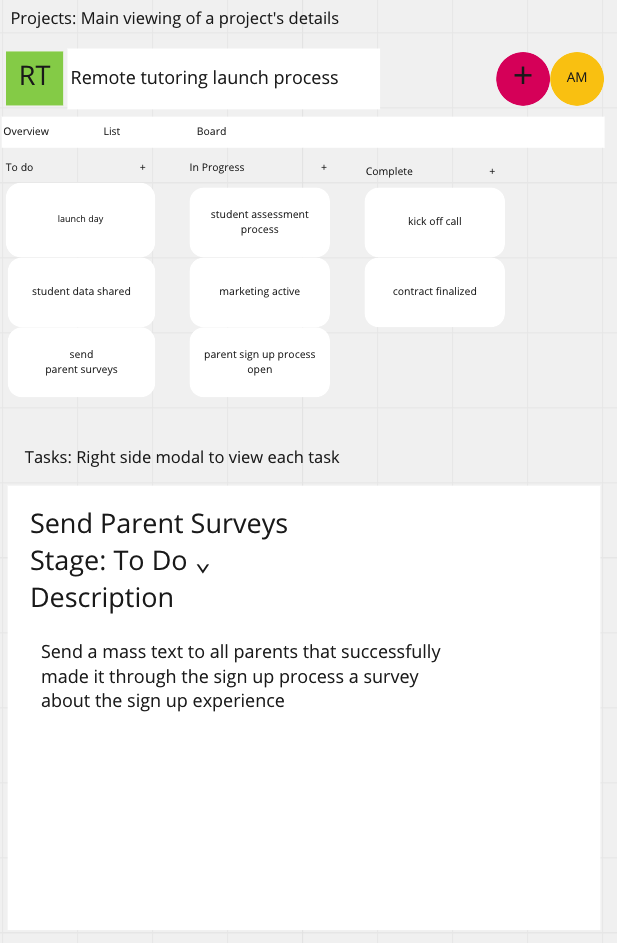 Projects: Main viewing of a project's details
RT
Remote tutoring launch process
+
AM
Overview
List
Board
To do
+
In Progress
+
Complete
+
launch day
student assessment
process
kick off call
student data shared
marketing active
contract finalized
send
parent surveys
parent sign up process
open
Tasks: Right side modal to view each task
Send Parent Surveys
Stage: To Do
Description
Send a mass text to all parents that successfully
made it through the sign up process a survey
about the sign up experience